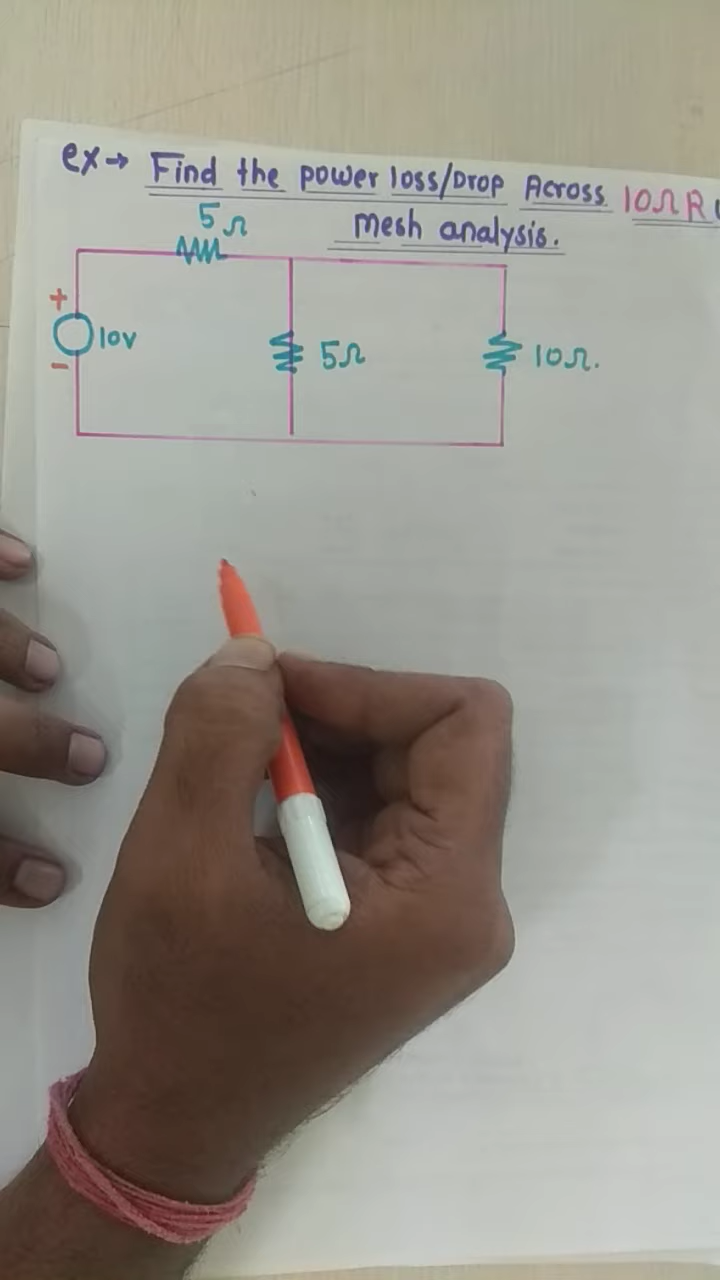 ex→ Find the power loss/Drop Across 10Ω R
mesh analysis.
5Ω
+
10V
-
5Ω
10Ω.